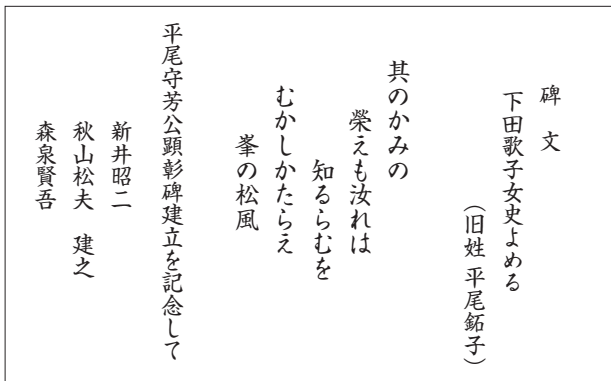 碑 文
下田歌子女史よめる
（旧姓 平尾鉐子）
其のかみの
榮えも汝れは
知るらむを
むかしかたらえ
峯の松風
平尾守芳公顕彰碑建立を記念して
新井昭二
秋山松夫 建之
森泉賢吾